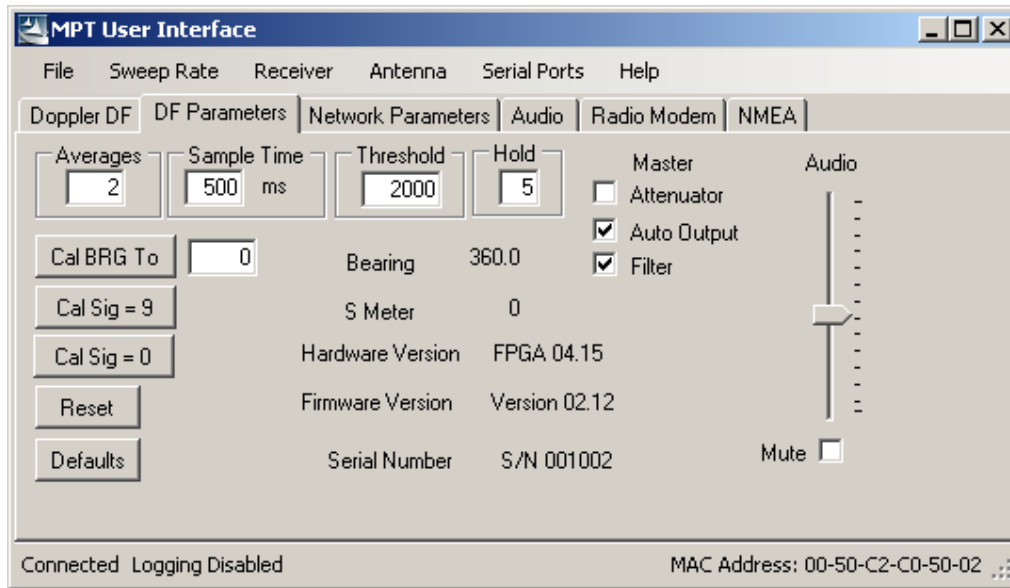 MPT User Interface
File Sweep Rate Receiver Antenna Serial Ports Help
Doppler DF DF Parameters Network Parameters Audio Radio Modem NMEA
Averages Sample Time Threshold Hold Master Audio
2 500 ms 2000 5 Attenuator
Auto Output
Cal BRG To 0 Bearing 360.0 Filter
Cal Sig = 9 S Meter 0
Cal Sig = 0 Hardware Version FPGA 04.15
Reset Firmware Version Version 02.12
Defaults Serial Number S/N 001002 Mute
Connected Logging Disabled MAC Address: 00-50-C2-C0-50-02